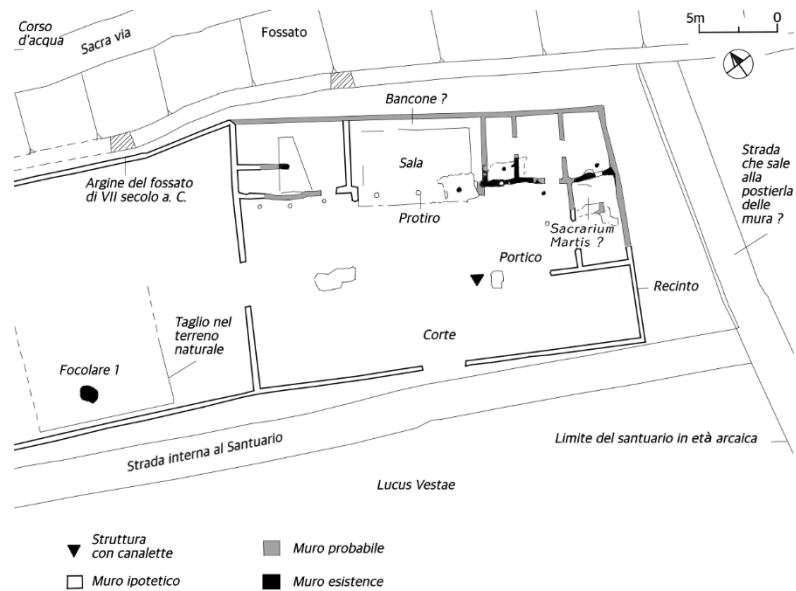 Corso
d'acqua
Sacra via
Fossato
5m 0
Bancone ?
Sala
Argine del fossato
di VII secolo a. C.
Strada
che sale
alla
postierla
delle
mura ?
Protiro
Sacrarium
Martis ?
Portico
Recinto
Taglio nel
terreno
naturale
Corte
Focolare 1
Strada interna al Santuario
Limite del santuario in età arcaica
Lucus Vestae
Struttura
con canalette
Muro probabile
Muro ipotetico
Muro esistence